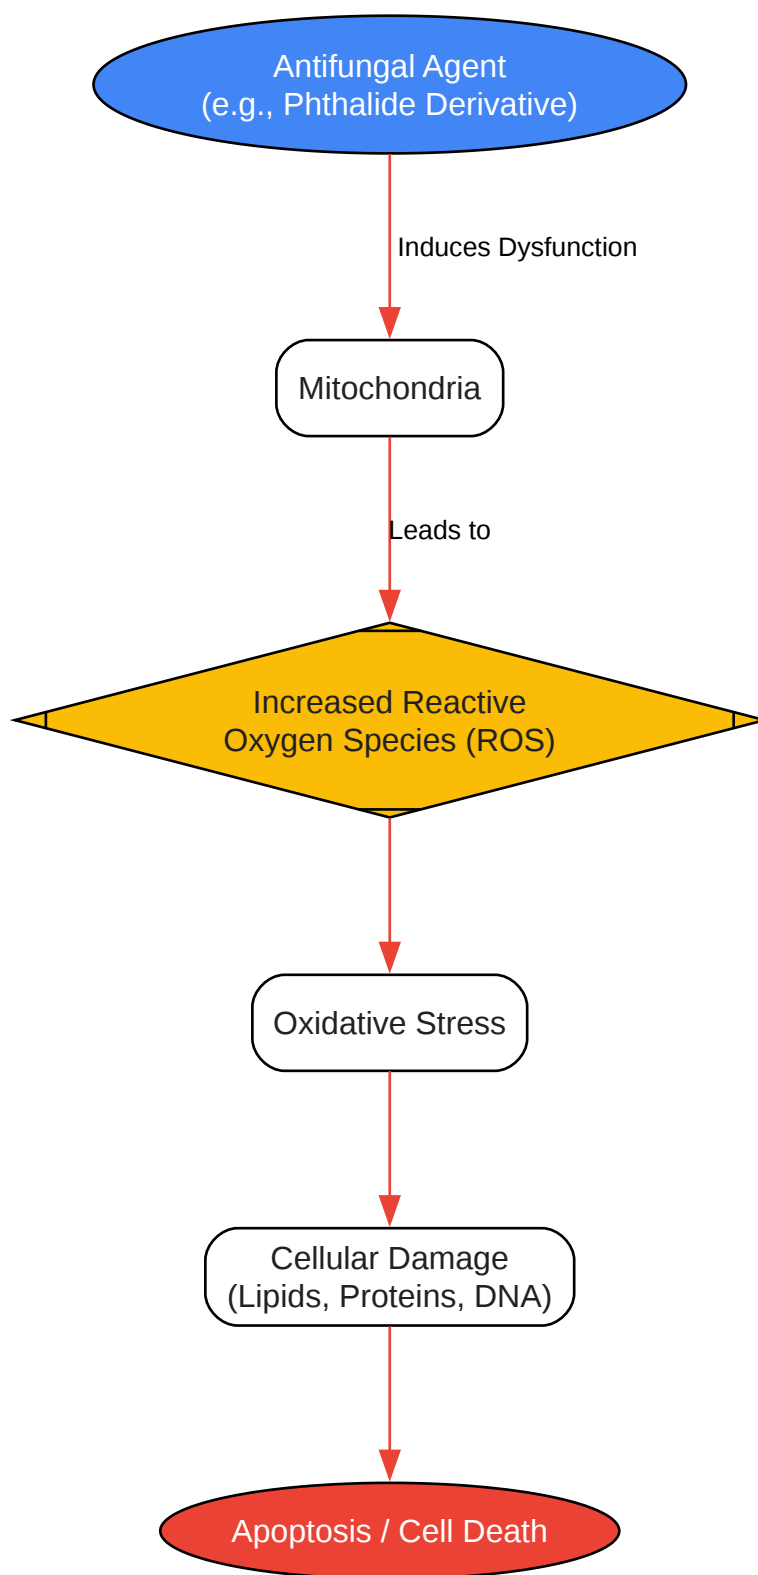 Antifungal Agent
(e.g., Phthalide Derivative)
Induces Dysfunction
Mitochondria
Leads to
Increased Reactive
Oxygen Species (ROS)
Oxidative Stress
Cellular Damage
(Lipids, Proteins, DNA)
Apoptosis / Cell Death